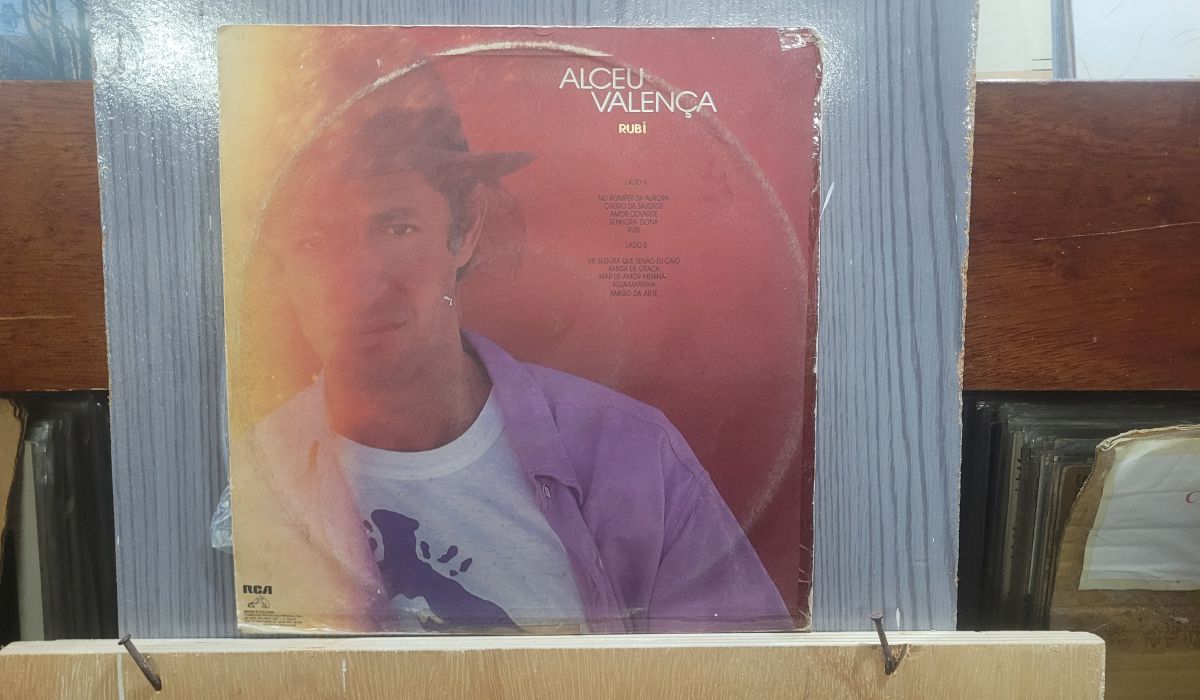 ALCEU
VALENÇA
RUBI
LADO A
NO ROMPER DA AURORA
CHEIRO DA SAUDADE
AMOR COVARDE
SENHORA DONA
RUBI
LADO B
ME SEGURA QUE SENÃO EU CAIO
AMIGA DE GRAÇA
MAR DE AMOR MENINA
ALGA-MARINHA
AMIGO DA ARTE
RCA